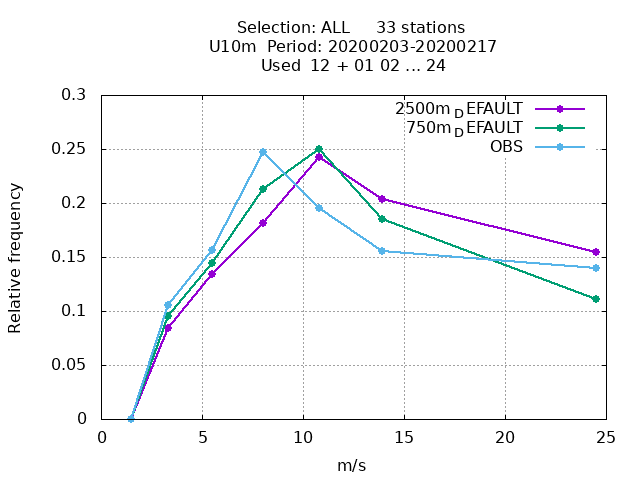 Selection: ALL 33 stations
U10m Period: 20200203-20200217
Used 12 + 01 02 ... 24
0.3
0.25
0.2
0.15
0.1
0.05
0
Relative frequency
2500m_DEFAULT
750m_DEFAULT
OBS
0 5 10 15 20 25
m/s